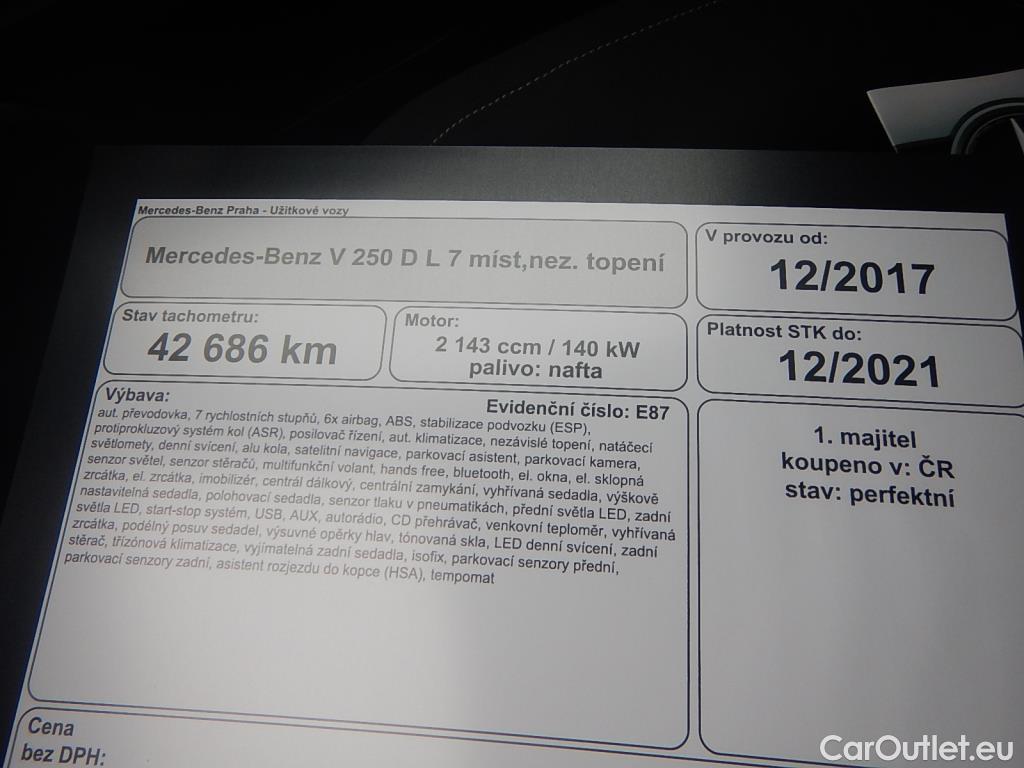 Mercedes-Benz Praha - Užitkové vozy
Mercedes-Benz V 250 D L 7 míst,nez. topení
V provozu od:
12/2017
Stav tachometru:
42 686 km
Motor:
2 143 ccm / 140 kW
palivo: nafta
Platnost STK do:
12/2021
Výbava:
Evidenční číslo: E87
aut. převodovka, 7 rychlostních stupňů, 6x airbag, ABS, stabilizace podvozku (ESP),
protiprokluzový systém kol (ASR), posilovač řízení, aut. klimatizace, nezávislé topení, natáčecí
světlomety, denní svícení, alu kola, satelitní navigace, parkovací asistent, parkovací kamera,
senzor světel, senzor stěračů, multifunkční volant, hands free, bluetooth, el. okna, el. sklopná
zrcátka, el. zrcátka, imobilizér, centrál dálkový, centrální zamykání, vyhřívaná sedadla, výškově
nastavitelná sedadla, polohovací sedadla, senzor tlaku v pneumatikách, přední světla LED, zadní
světla LED, start-stop systém, USB, AUX, autorádio, CD přehrávač, venkovní teploměr, vyhřívaná
zrcátka, podélný posuv sedadel, výsuvné opěrky hlav, tónovaná skla, LED denní svícení, zadní
stěrač, třízónová klimatizace, vyjímatelná zadní sedadla, isofix, parkovací senzory přední,
parkovací senzory zadní, asistent rozjezdu do kopce (HSA), tempomat
1. majitel
koupeno v: ČR
stav: perfektní
Cena
bez DPH:
CarOutlet.eu